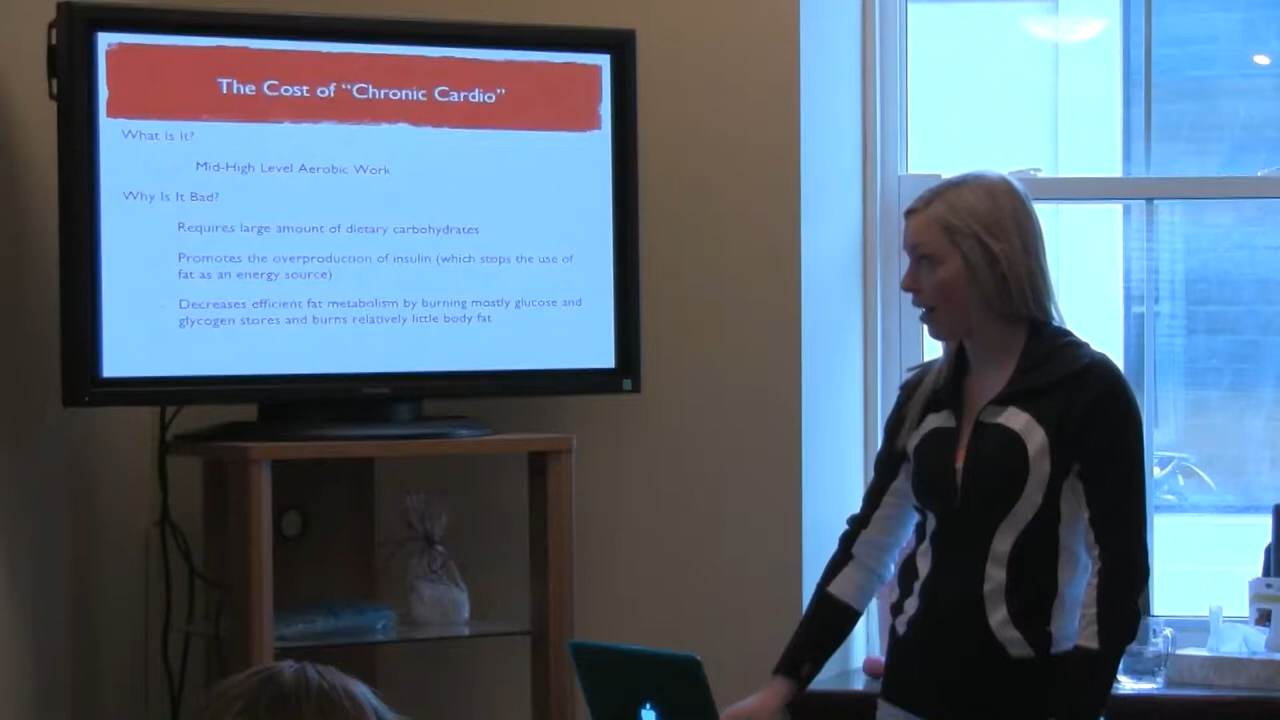 The Cost of “Chronic Cardio”
What Is It?
Mid-High Level Aerobic Work
Why Is It Bad?
Requires large amount of dietary carbohydrates
Promotes the overproduction of insulin (which stops the use of
fat as an energy source)
Decreases efficient fat metabolism by burning mostly glucose and
glycogen stores and burns relatively little body fat